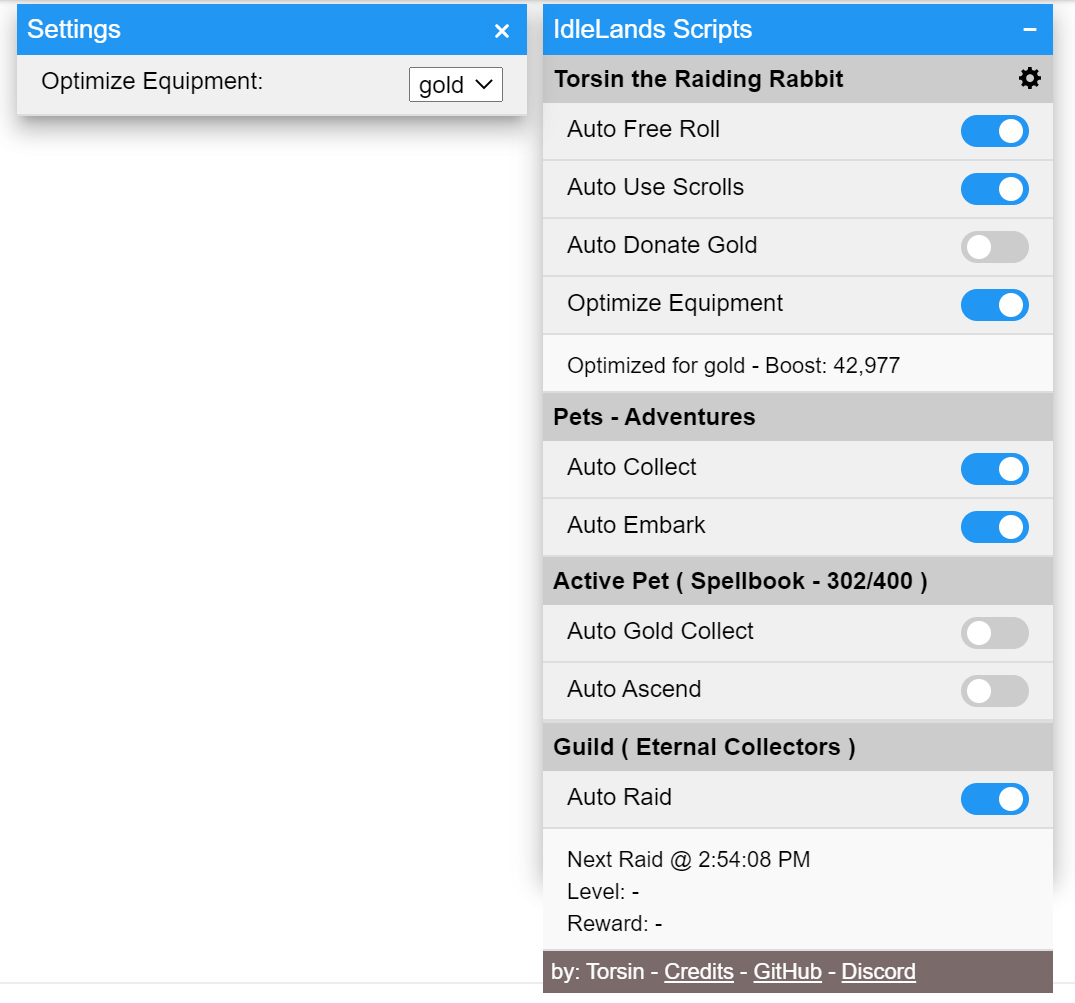 Settings
×
Optimize Equipment:
gold
IdleLands Scripts
−
Torsin the Raiding Rabbit
Auto Free Roll
Auto Use Scrolls
Auto Donate Gold
Optimize Equipment
Optimized for gold - Boost: 42,977
Pets - Adventures
Auto Collect
Auto Embark
Active Pet ( Spellbook - 302/400 )
Auto Gold Collect
Auto Ascend
Guild ( Eternal Collectors )
Auto Raid
Next Raid @ 2:54:08 PM
Level: -
Reward: -
by: Torsin - Credits - GitHub - Discord